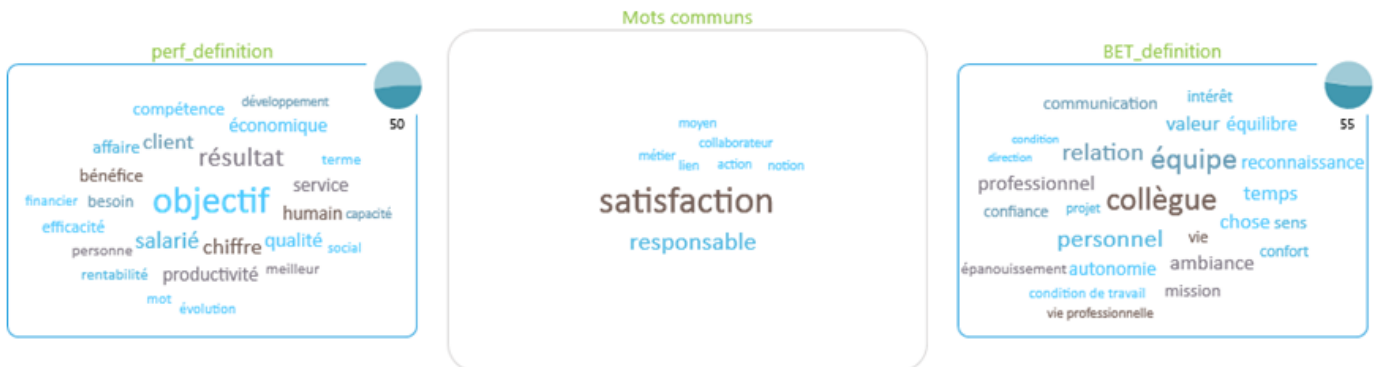 Mots communs
perf_definition
compétence développement
économique
affaire client
résultat terme
bénéfice service
financier besoin objectif humain capacité
efficacité
personne salarié chiffre qualité social
rentabilité productivité meilleur
mot évolution
50
moyen
collaborateur
métier lien action notion
satisfaction
responsable
BET_definition
communication intérêt
valeur équilibre
condition
direction relation équipe reconnaissance
professionnel collègue temps
confiance projet chose sens
personnel vie confort
épanouissement autonomie ambiance
condition de travail mission
vie professionnelle
55